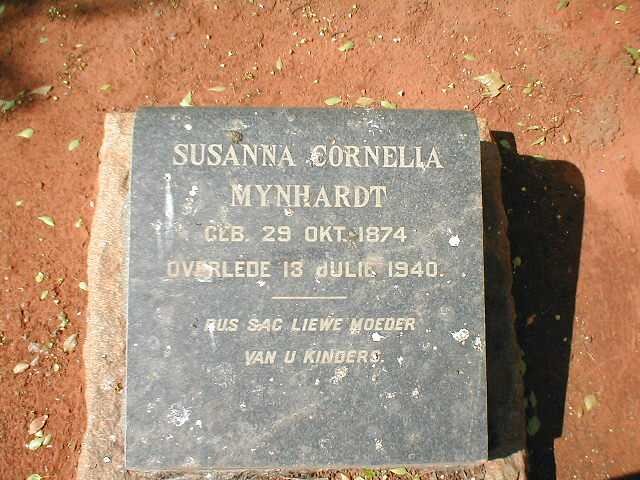 SUSANNA CORNELIA
MYNHARDT
GEB. 29 OKT. 1874
OVERLEDE 13 JULIE 1940.
RUS SAG LIEWE MOEDER
VAN U KINDERS.